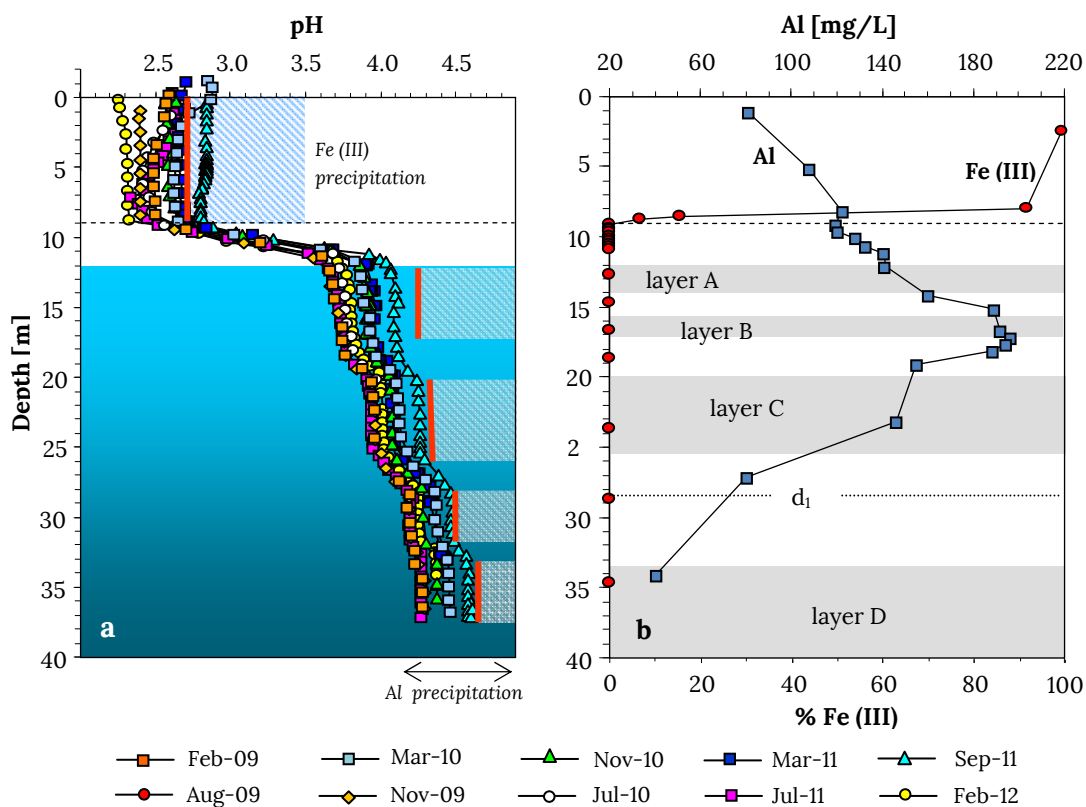 pH
Al [mg/L]
2.5 3.0 3.5 4.0 4.5
20 60 100 140 180 220
0
5
10
15
20
25
30
35
40
Depth [m]
Fe (III)
precipitation
a
Al precipitation
0
5
10
15
20
2
30
35
40
Al
Fe (III)
layer A
layer B
layer C
d1
layer D
b
0 20 40 60 80 100
% Fe (III)
Feb-09 Mar-10 Nov-10 Mar-11 Sep-11
Aug-09 Nov-09 Jul-10 Jul-11 Feb-12